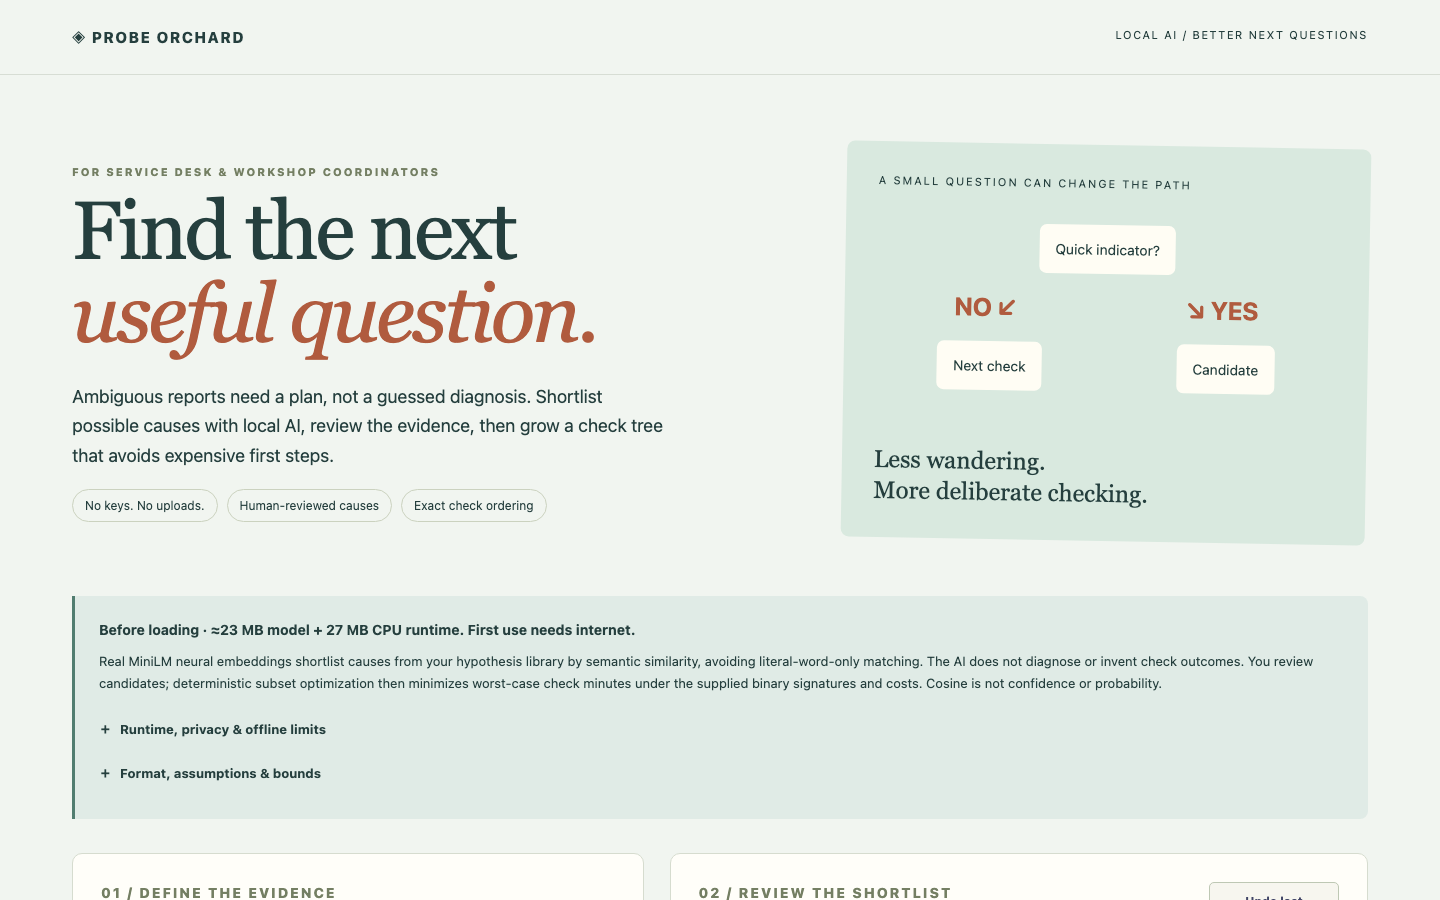 ◈ PROBE ORCHARD
LOCAL AI / BETTER NEXT QUESTIONS
FOR SERVICE DESK & WORKSHOP COORDINATORS
Find the next
useful question.
Ambiguous reports need a plan, not a guessed diagnosis. Shortlist
possible causes with local AI, review the evidence, then grow a check tree
that avoids expensive first steps.
No keys. No uploads.
Human-reviewed causes
Exact check ordering
A SMALL QUESTION CAN CHANGE THE PATH
Quick indicator?
NO ↙
↘ YES
Next check
Candidate
Less wandering.
More deliberate checking.
Before loading · ≈23 MB model + 27 MB CPU runtime. First use needs internet.
Real MiniLM neural embeddings shortlist causes from your hypothesis library by semantic similarity, avoiding literal-word-only matching. The AI does not diagnose or invent check outcomes. You review
candidates; deterministic subset optimization then minimizes worst-case check minutes under the supplied binary signatures and costs. Cosine is not confidence or probability.
+ Runtime, privacy & offline limits
+ Format, assumptions & bounds
01 / DEFINE THE EVIDENCE
02 / REVIEW THE SHORTLIST
Undo last